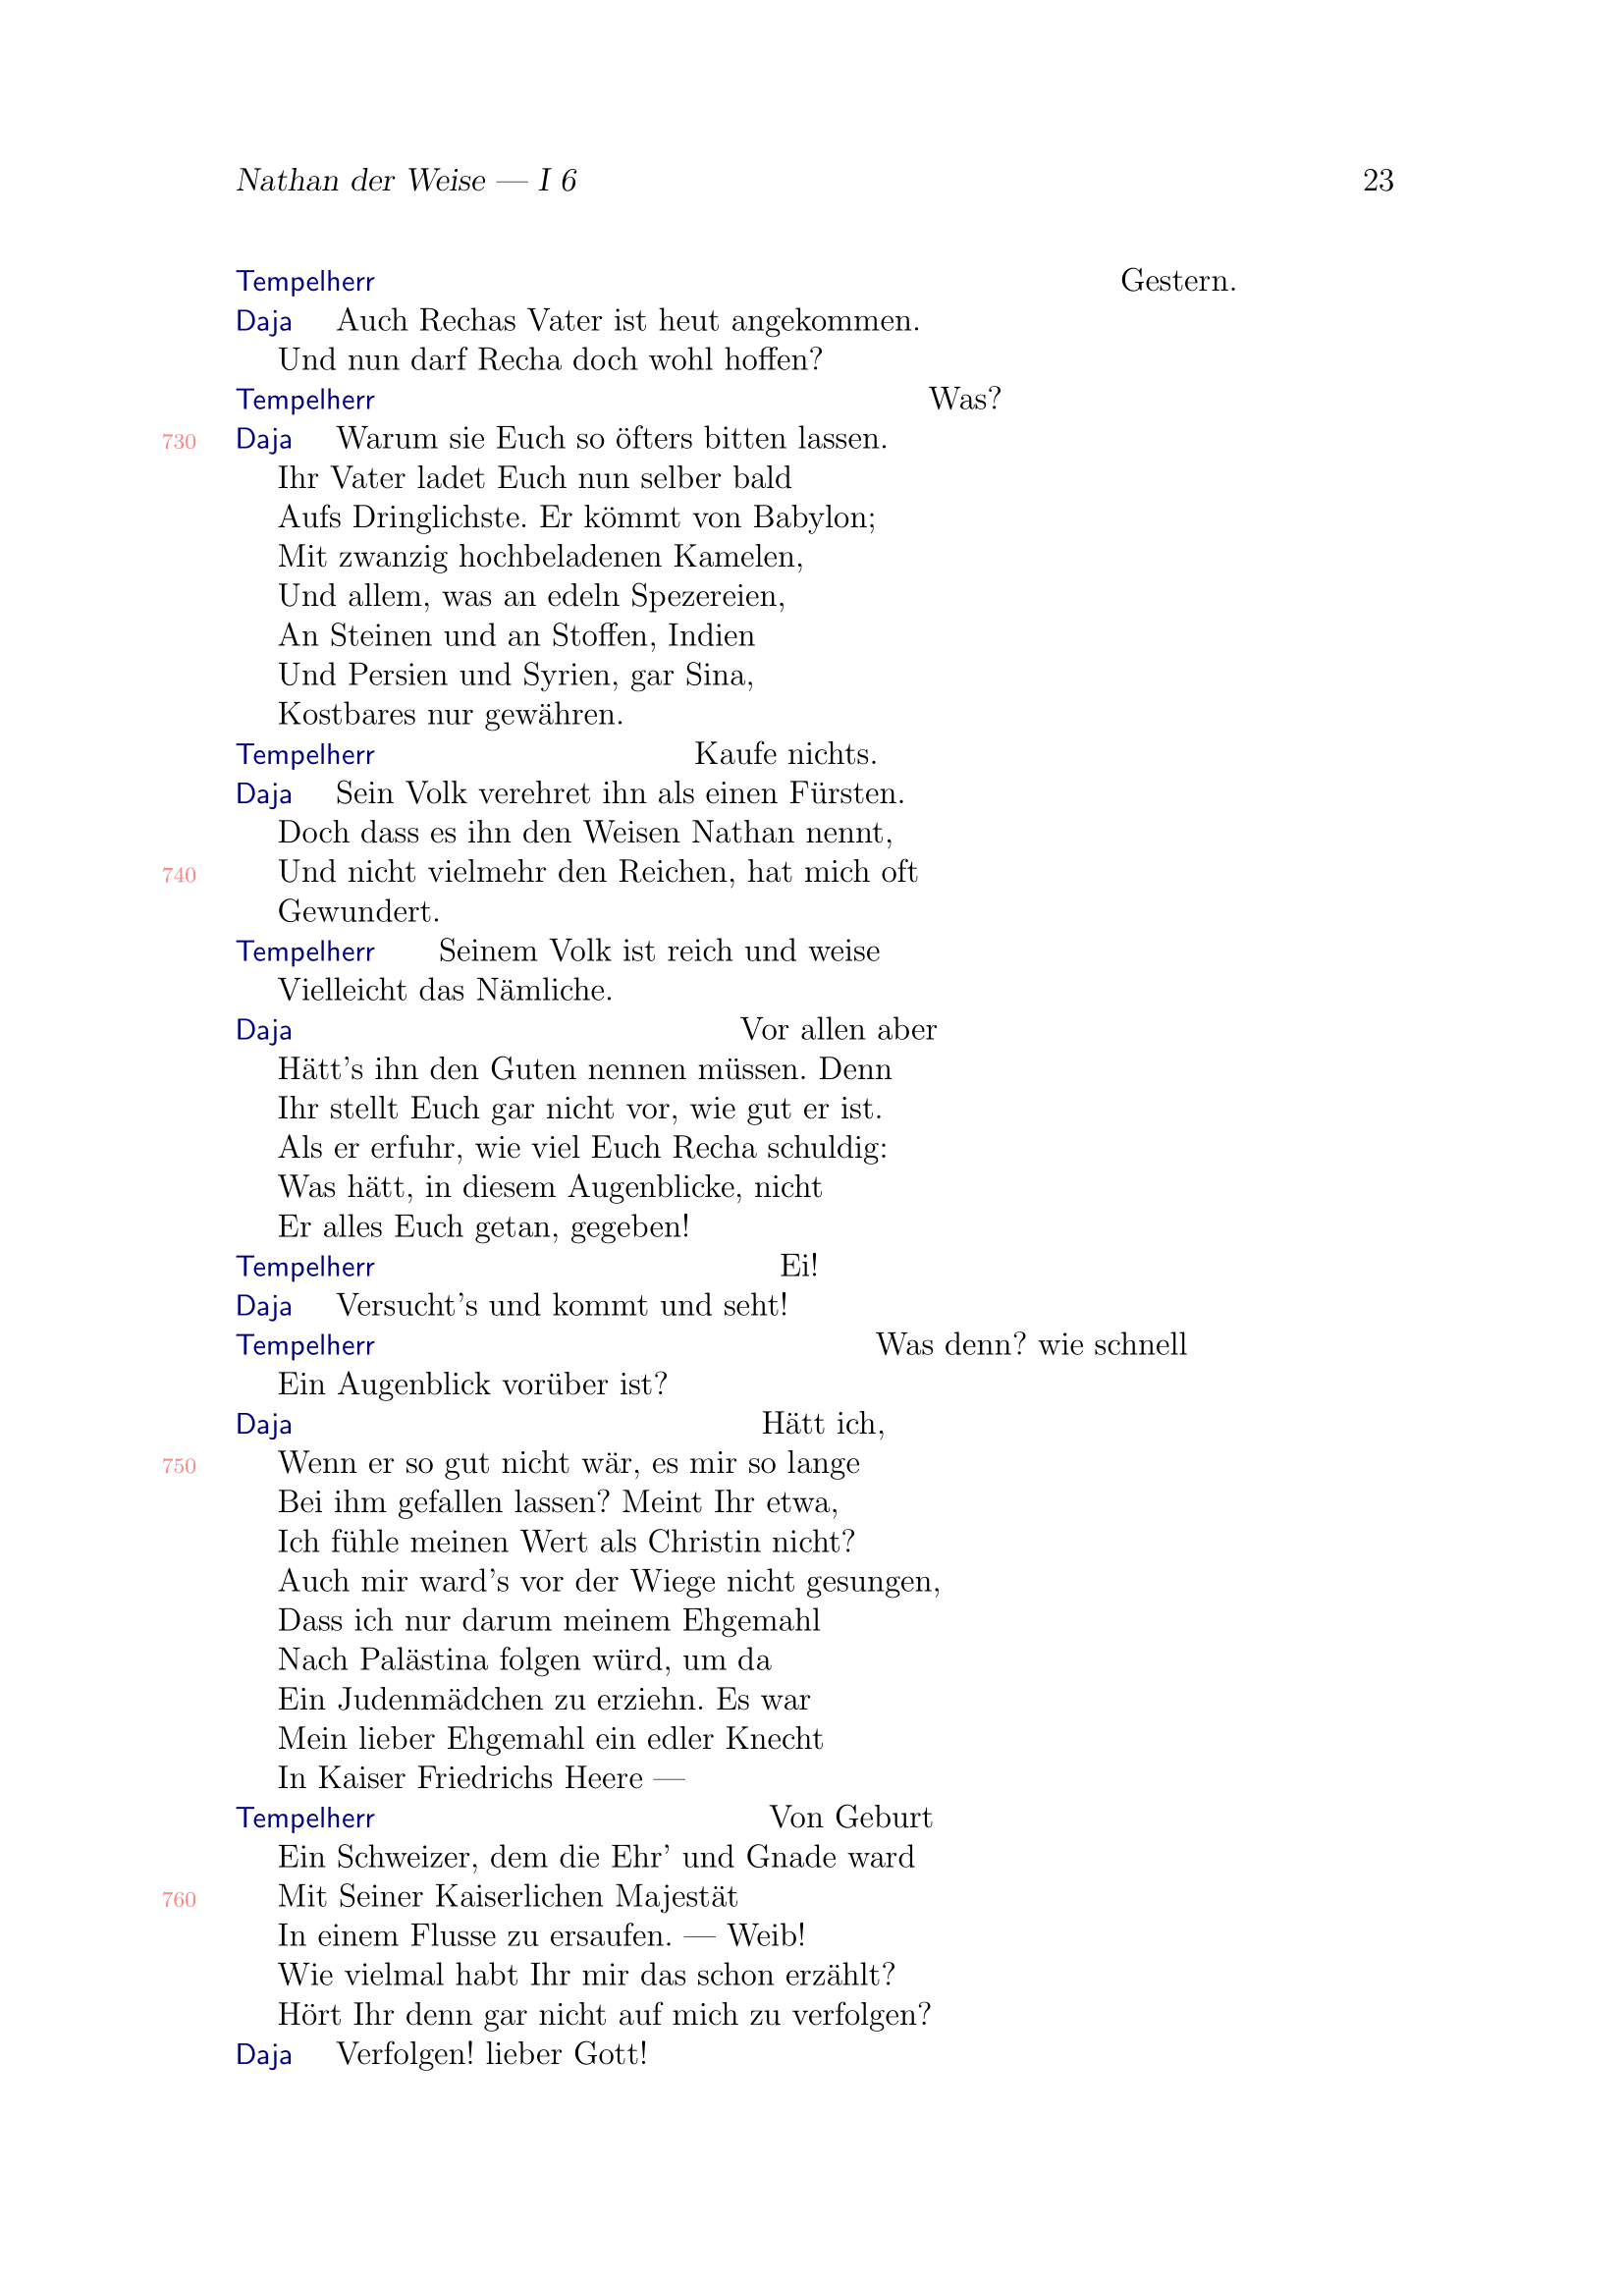 Nathan der Weise — I 6 23
Tempelherr Gestern.
Daja Auch Rechas Vater ist heut angekommen.
Und nun darf Recha doch wohl hoffen?
Tempelherr Was?
730 Daja Warum sie Euch so öfters bitten lassen.
Ihr Vater ladet Euch nun selber bald
Aufs Dringlichste. Er kömmt von Babylon;
Mit zwanzig hochbeladenen Kamelen,
Und allem, was an edeln Spezereien,
An Steinen und an Stoffen, Indien
Und Persien und Syrien, gar Sina,
Kostbares nur gewähren.
Tempelherr Kaufe nichts.
Daja Sein Volk verehret ihn als einen Fürsten.
Doch dass es ihn den Weisen Nathan nennt,
740 Und nicht vielmehr den Reichen, hat mich oft
Gewundert.
Tempelherr Seinem Volk ist reich und weise
Vielleicht das Nämliche.
Daja Vor allen aber
Hätt’s ihn den Guten nennen müssen. Denn
Ihr stellt Euch gar nicht vor, wie gut er ist.
Als er erfuhr, wie viel Euch Recha schuldig:
Was hätt, in diesem Augenblicke, nicht
Er alles Euch getan, gegeben!
Tempelherr Ei!
Daja Versucht’s und kommt und seht!
Tempelherr Was denn? wie schnell
Ein Augenblick vorüber ist?
Daja Hätt ich,
750 Wenn er so gut nicht wär, es mir so lange
Bei ihm gefallen lassen? Meint Ihr etwa,
Ich fühle meinen Wert als Christin nicht?
Auch mir ward’s vor der Wiege nicht gesungen,
Dass ich nur darum meinem Ehgemahl
Nach Palästina folgen würd, um da
Ein Judenmädchen zu erziehn. Es war
Mein lieber Ehgemahl ein edler Knecht
In Kaiser Friedrichs Heere —
Tempelherr Von Geburt
Ein Schweizer, dem die Ehr’ und Gnade ward
760 Mit Seiner Kaiserlichen Majestät
In einem Flusse zu ersaufen. — Weib!
Wie vielmal habt Ihr mir das schon erzählt?
Hört Ihr denn gar nicht auf mich zu verfolgen?
Daja Verfolgen! lieber Gott!